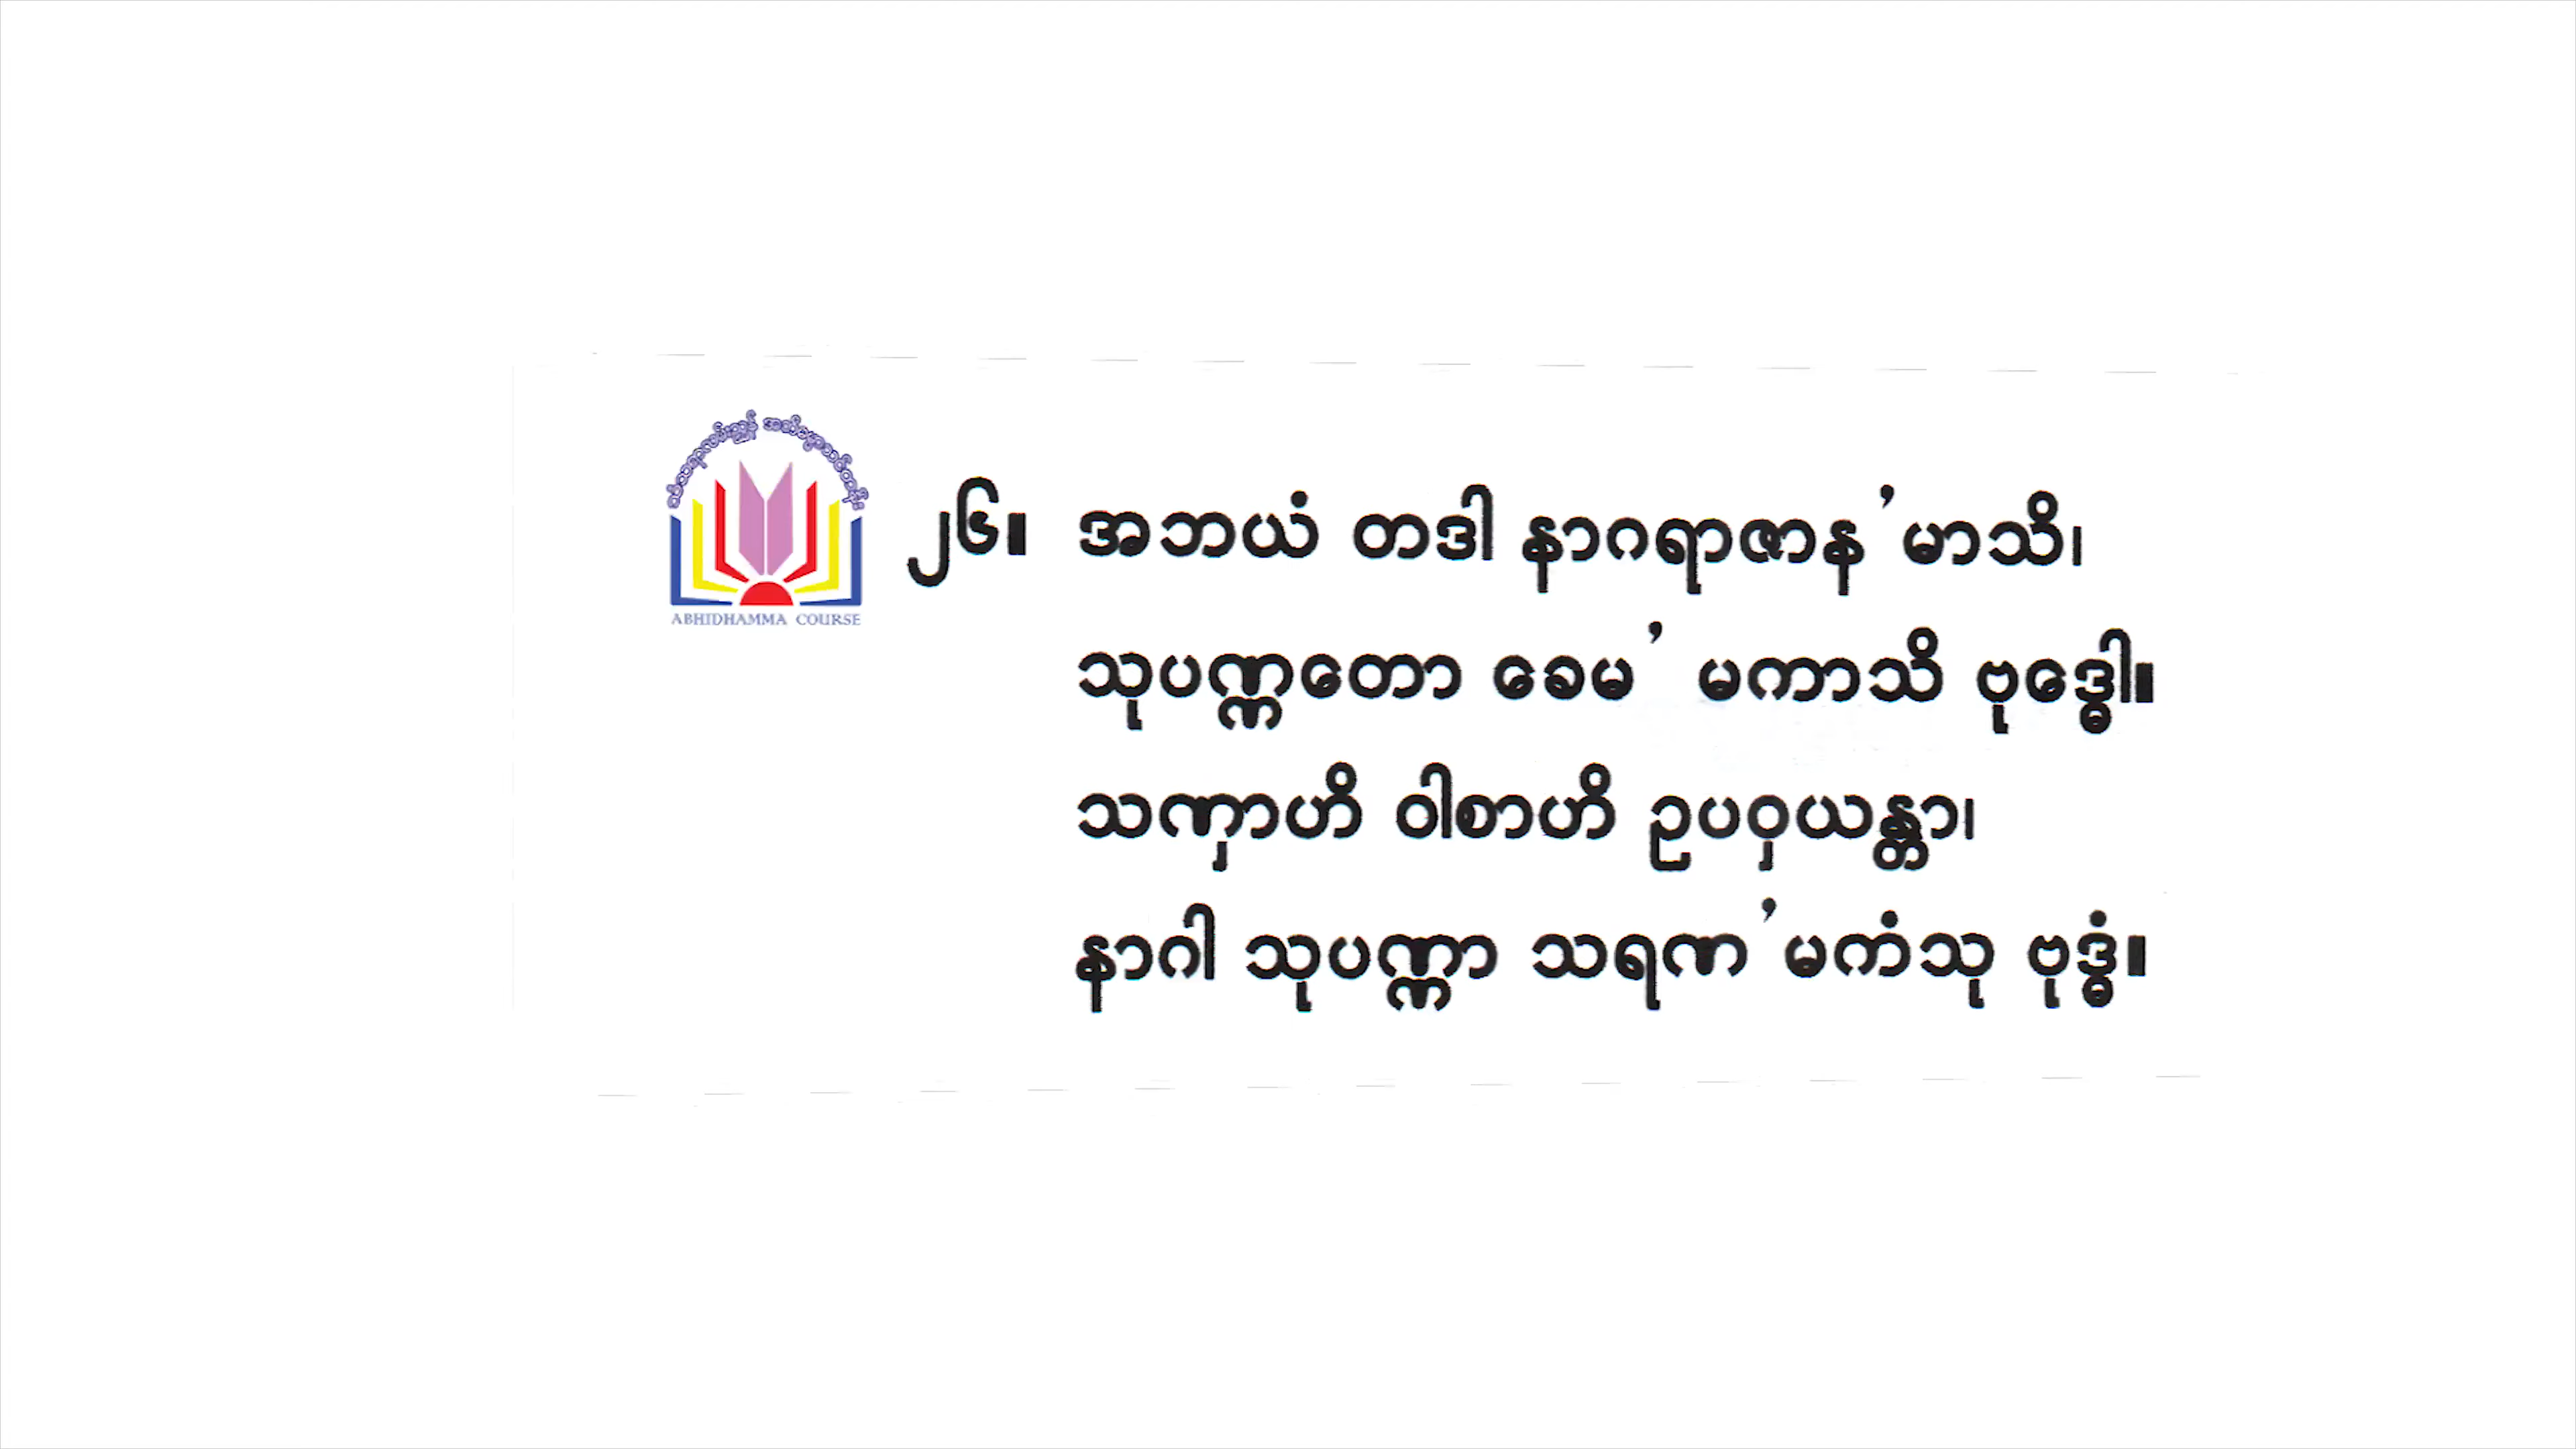 ၂၆။ အဘယံ တဒါ နာဂရာဇာန'မာသိ၊
သုပဏ္ဏတော ခေမ' မကာသိ ဗုဒ္ဓေါ။
သဏှာဟိ ဝါစာဟိ ဥပဝှယန္တာ၊
နာဂါ သုပဏ္ဏာ သရဏ'မကံသု ဗုဒ္ဓံ။
ABHIDHAMMA COURSE